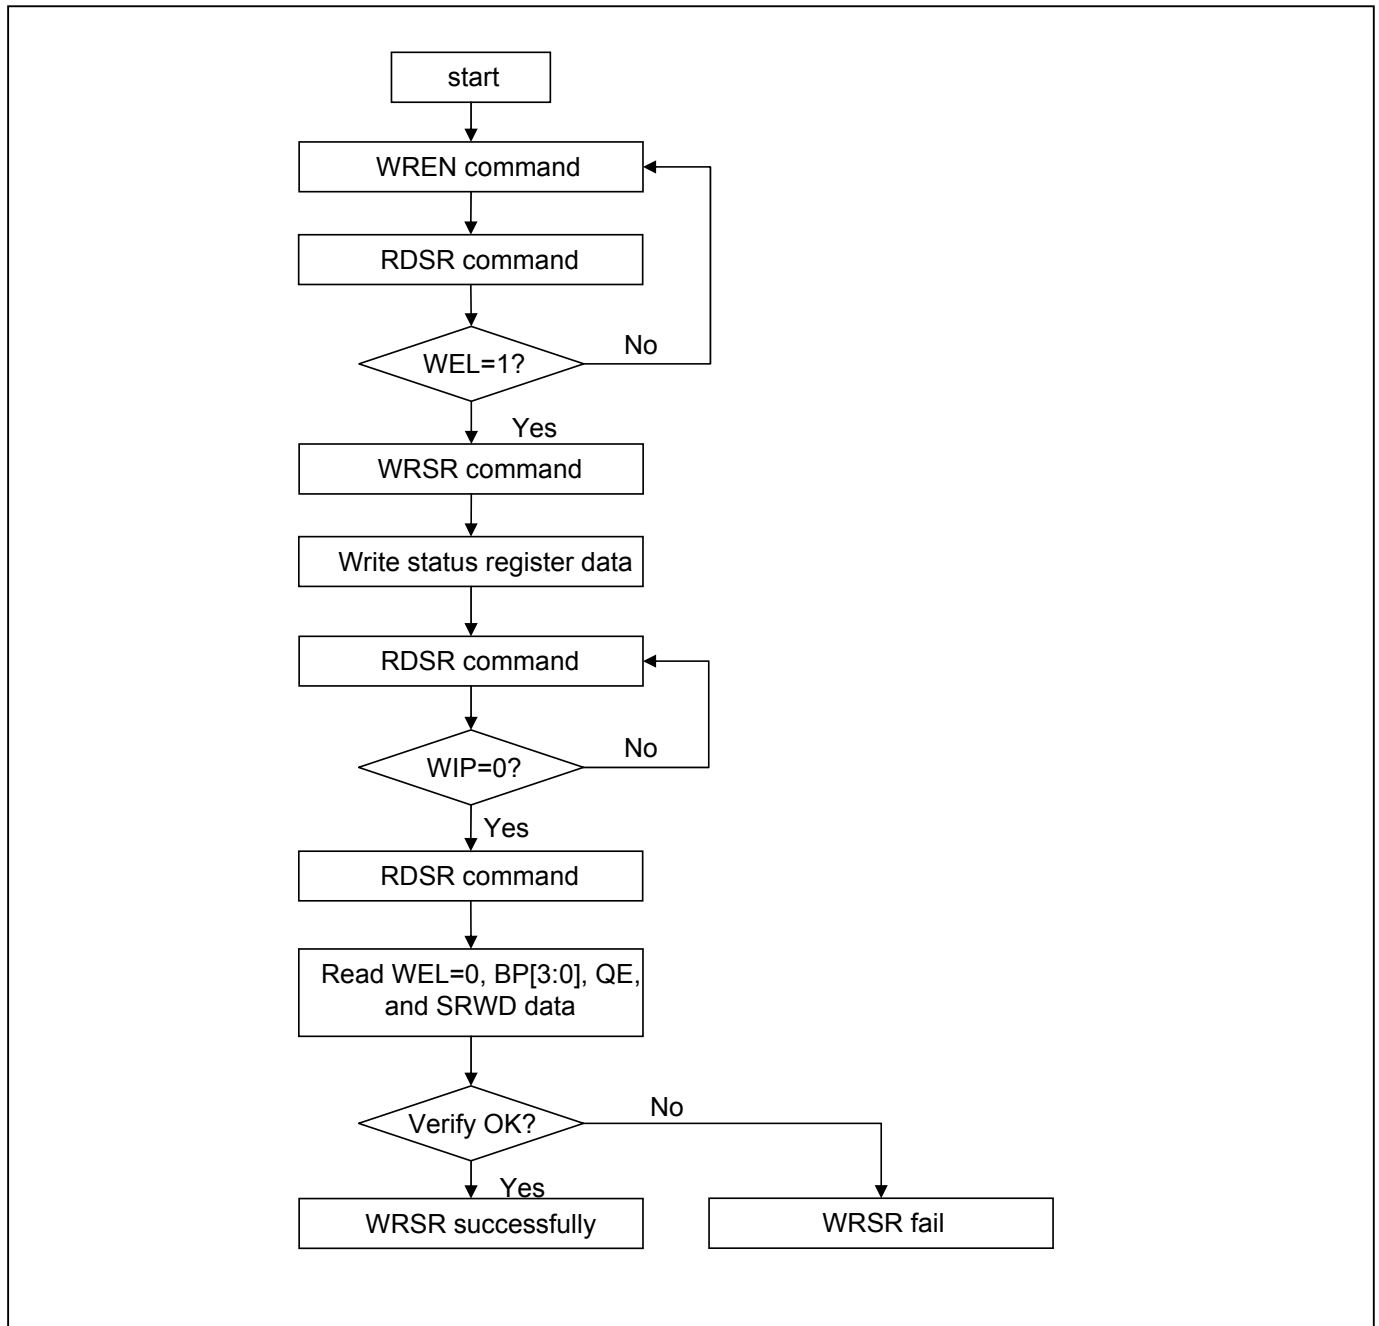 start
WREN command
RDSR command
WEL=1?
No
Yes
WRSR command
Write status register data
RDSR command
WIP=0?
No
Yes
RDSR command
Read WEL=0, BP[3:0], QE,
and SRWD data
Verify OK?
No
Yes
WRSR successfully
WRSR fail